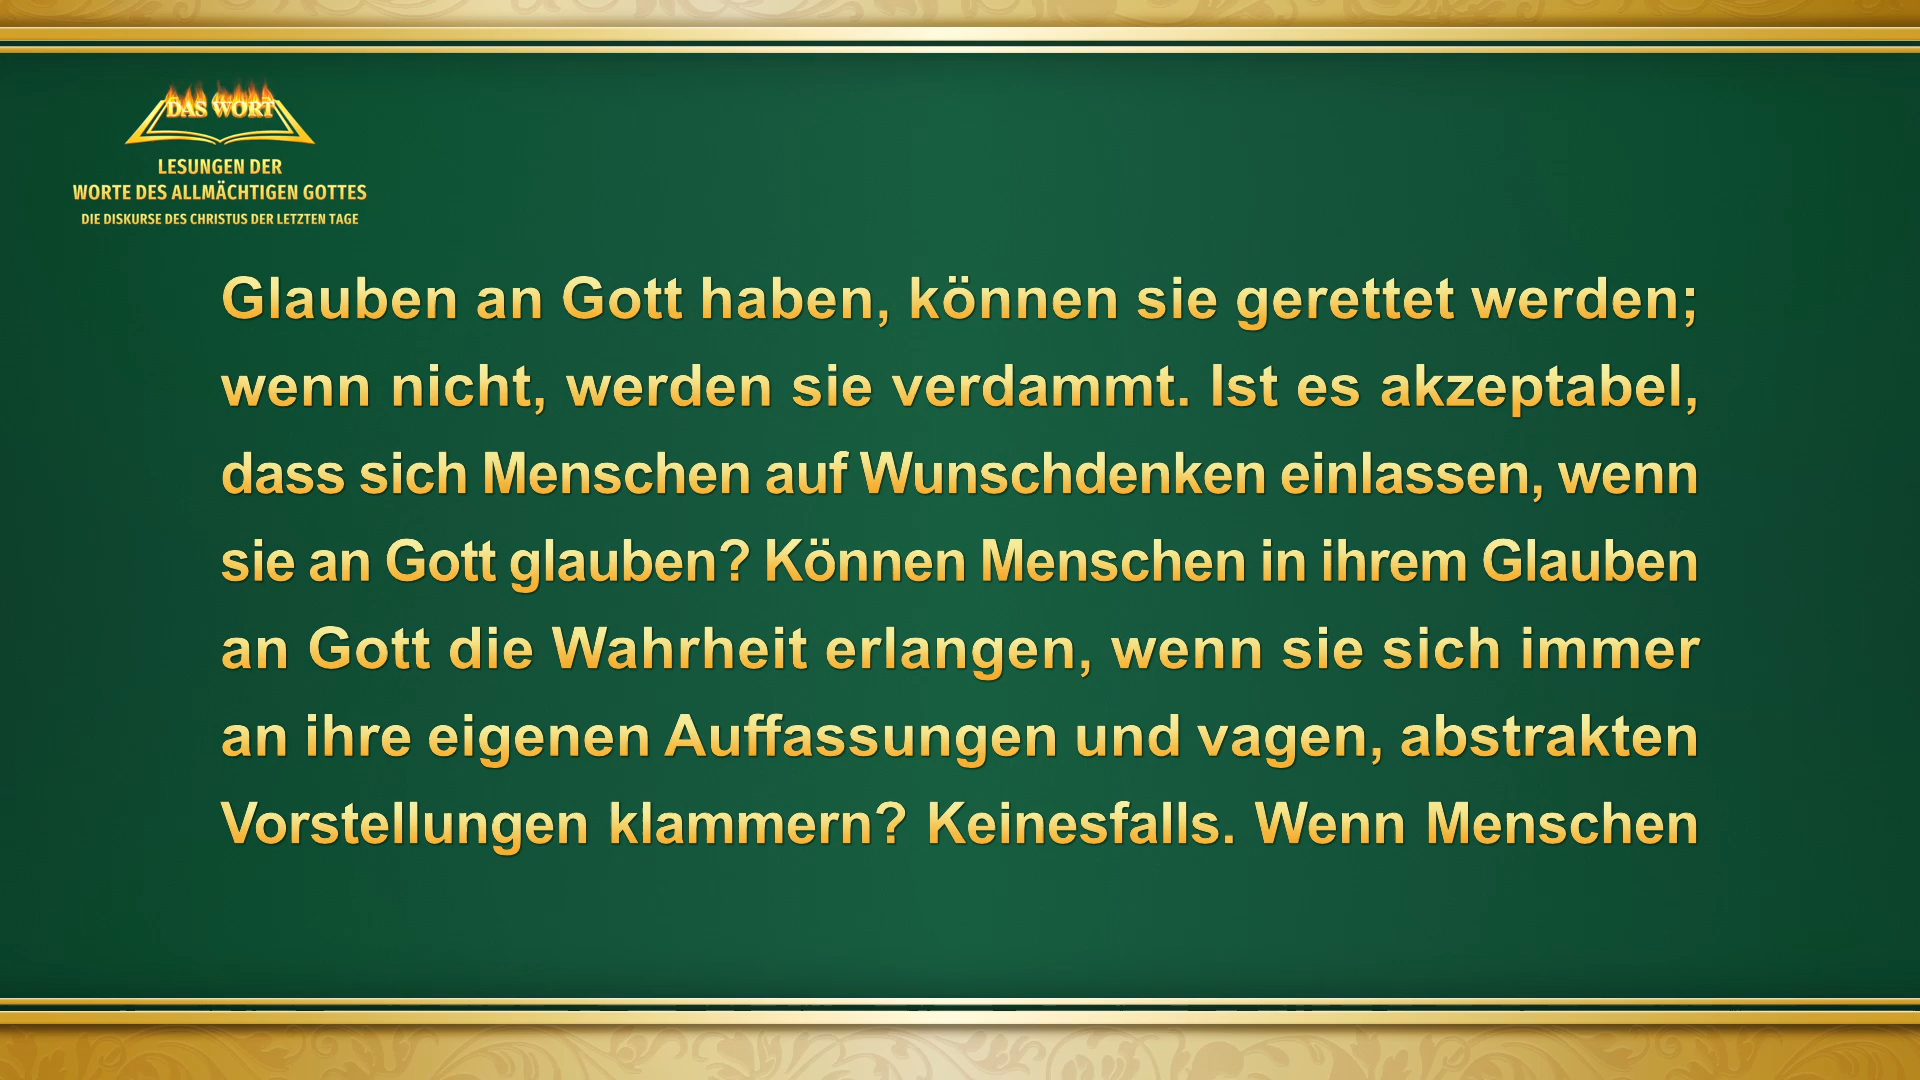 DAS WORT
LESUNGEN DER
WORTE DES ALLMÄCHTIGEN GOTTES
DIE DISKURSE DES CHRISTUS DER LETZTEN TAGE
Glauben an Gott haben, können sie gerettet werden;
wenn nicht, werden sie verdammt. Ist es akzeptabel,
dass sich Menschen auf Wunschdenken einlassen, wenn
sie an Gott glauben? Können Menschen in ihrem Glauben
an Gott die Wahrheit erlangen, wenn sie sich immer
an ihre eigenen Auffassungen und vagen, abstrakten
Vorstellungen klammern? Keinesfalls. Wenn Menschen